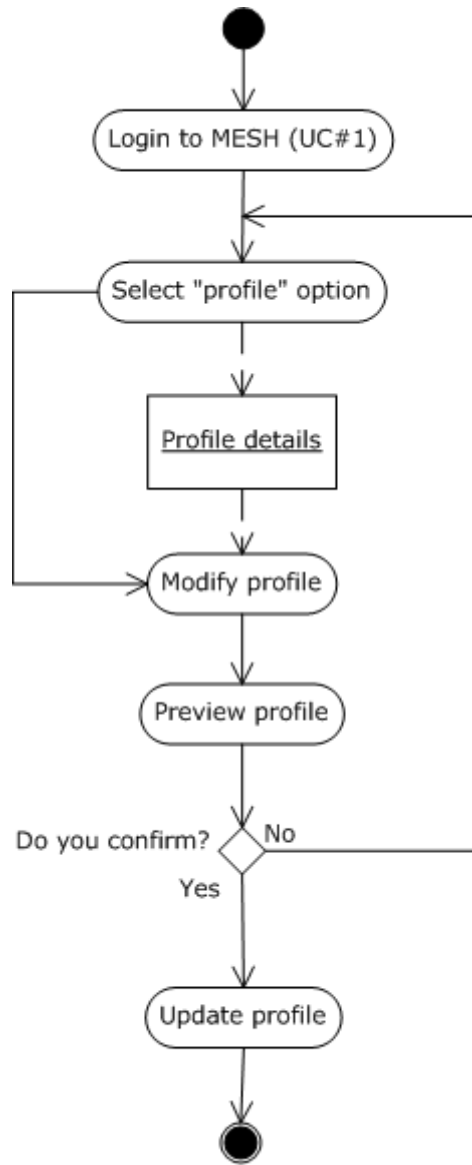 Login to MESH (UC#1)
Select "profile" option
Profile details
Modify profile
Preview profile
Do you confirm?
No
Yes
Update profile